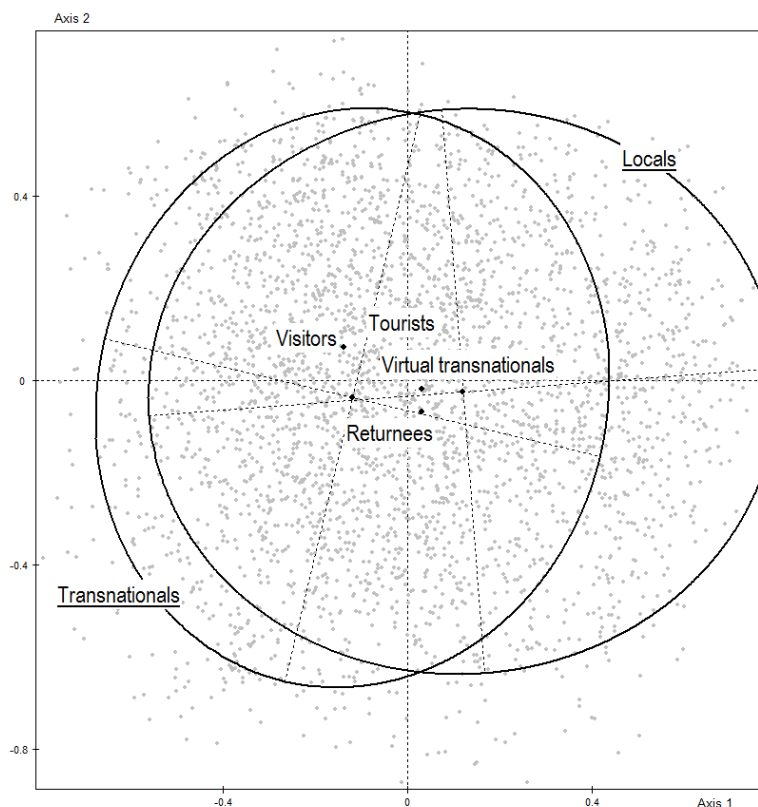 Axis 2
Locals
0.4
Tourists
Visitors
Virtual transnationals
0
Returnees
-0.4
Transnationals
-0.8
-0.4
0
0.4
Axis 1